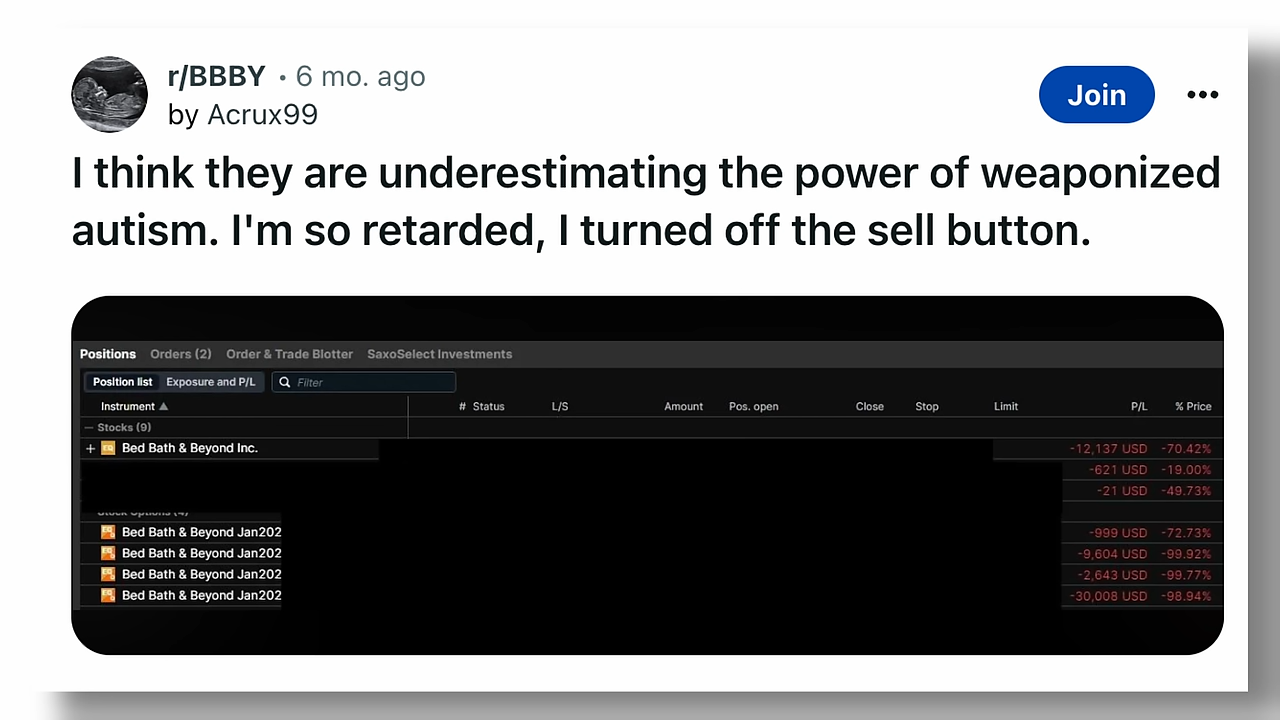 r/BBBY • 6 mo. ago
by Acrux99
Join
I think they are underestimating the power of weaponized
autism. I'm so retarded, I turned off the sell button.
Positions Orders (2) Order & Trade Blotter SaxoSelect Investments
Position list Exposure and P/L Filter
Instrument # Status L/S Amount Pos. open Close Stop Limit P/L % Price
Stocks (9)
Bed Bath & Beyond Inc. -12,137 USD -70.42%
-621 USD -19.00%
-21 USD -49.73%
Stock Options (4)
Bed Bath & Beyond Jan202 -999 USD -72.73%
Bed Bath & Beyond Jan202 -9,604 USD -99.92%
Bed Bath & Beyond Jan202 -2,643 USD -99.77%
Bed Bath & Beyond Jan202 -30,008 USD -98.94%